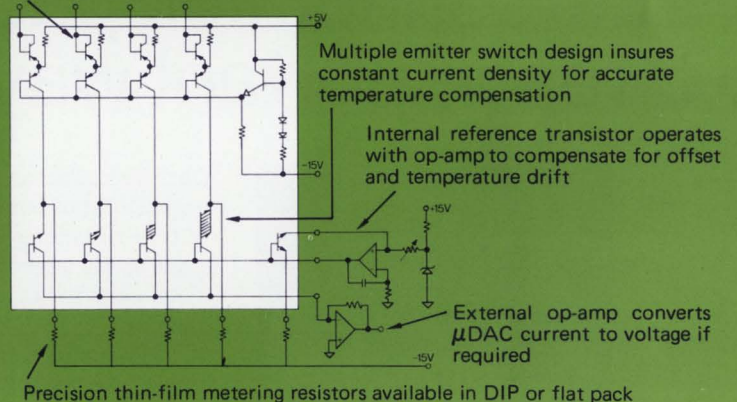 +5V
Multiple emitter switch design insures
constant current density for accurate
temperature compensation
Internal reference transistor operates
with op-amp to compensate for offset
and temperature drift
-15V
+15V
External op-amp converts
μDAC current to voltage if
required
-15V
Precision thin-film metering resistors available in DIP or flat pack